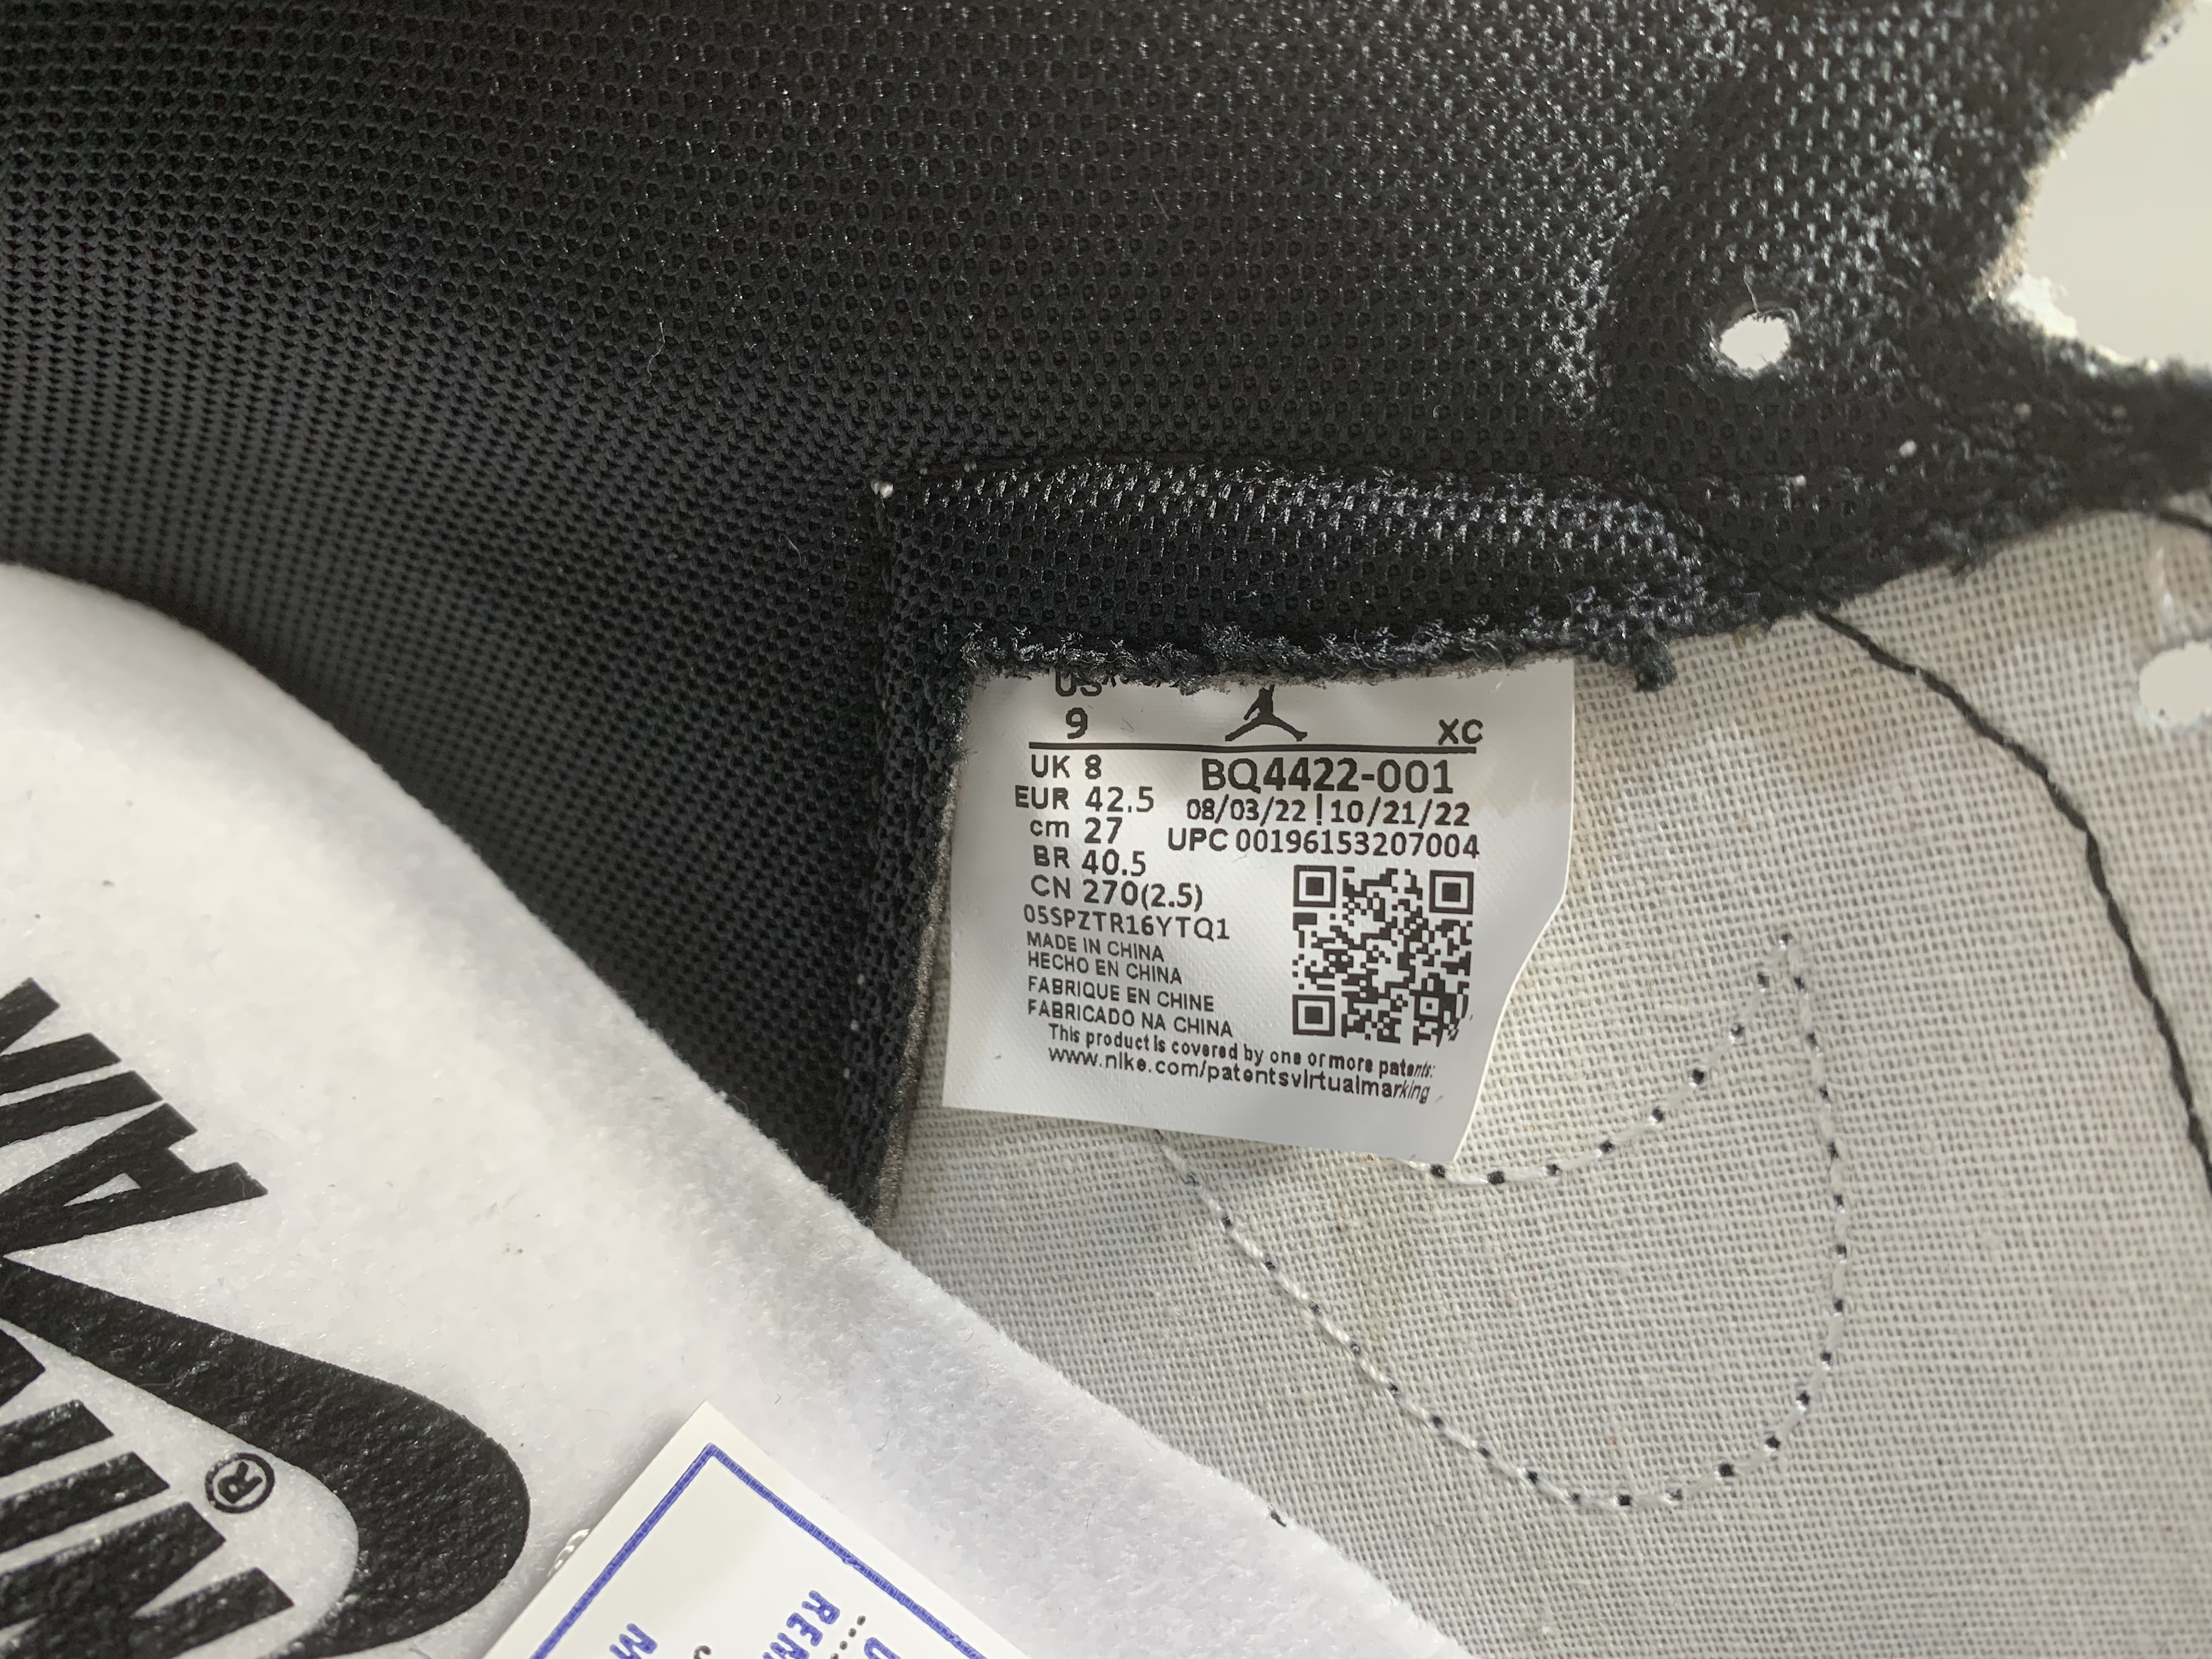 US
9
XC
UK 8
BQ4422-001
EUR 42.5
08/03/22 | 10/21/22
cm 27
UPC 00196153207004
BR 40.5
CN 270(2.5)
05SPZTR16YTQ1
MADE IN CHINA
HECHO EN CHINA
FABRIQUE EN CHINE
FABRICADO NA CHINA
This product is covered by one or more patents:
www.nike.com/patentsvirtualmarking
AIR
®